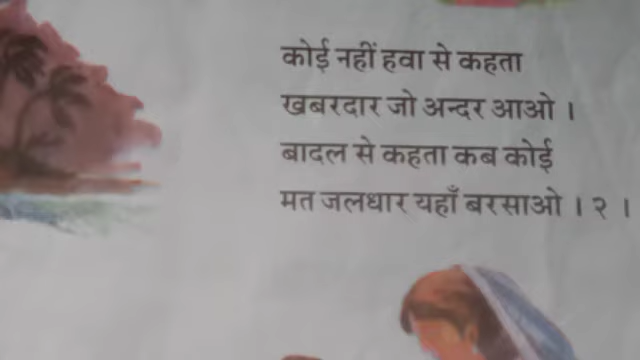 कोई नहीं हवा से कहता
खबरदार जो अन्दर आओ ।
बादल से कहता कब कोई
मत जलधार यहाँ बरसाओ । २ ।